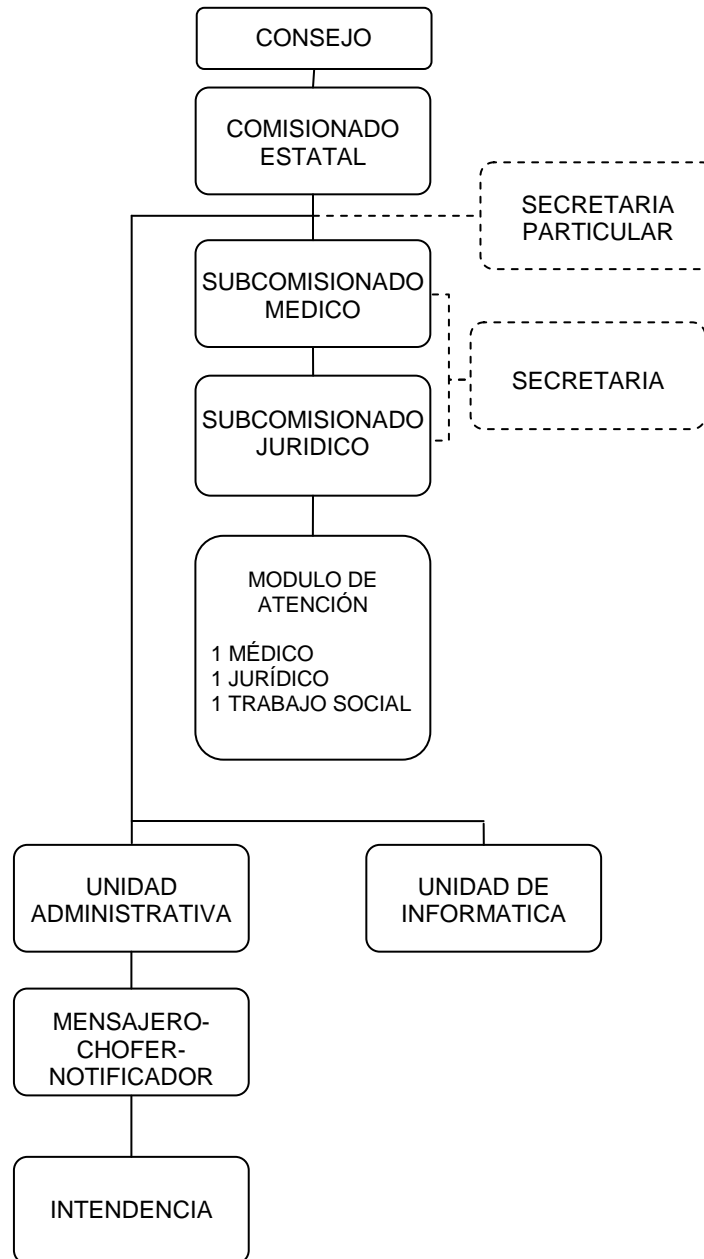 CONSEJO
COMISIONADO
ESTATAL
SECRETARIA
PARTICULAR
SUBCOMISIONADO
MEDICO
SECRETARIA
SUBCOMISIONADO
JURIDICO
MODULO DE
ATENCIÓN
1 MÉDICO
1 JURÍDICO
1 TRABAJO SOCIAL
UNIDAD
ADMINISTRATIVA
UNIDAD DE
INFORMATICA
MENSAJERO-
CHOFER-
NOTIFICADOR
INTENDENCIA